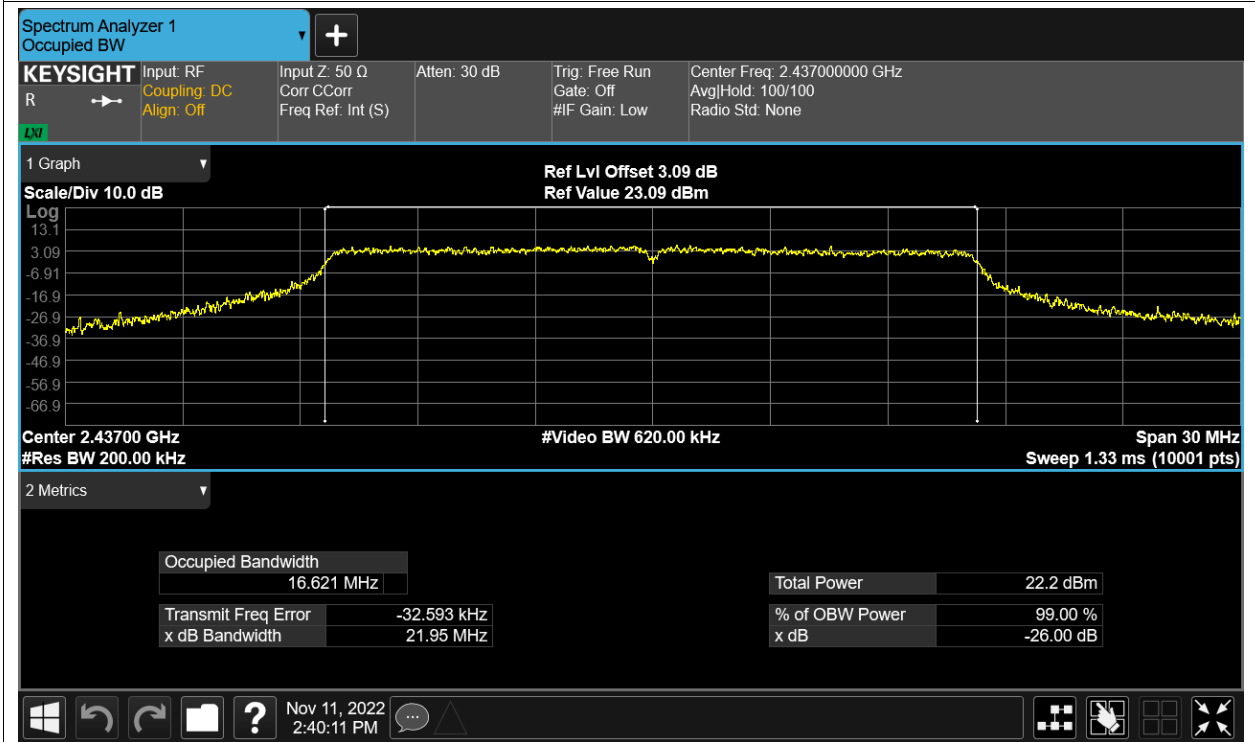 Spectrum Analyzer 1
Occupied BW
KEYSIGHT
R
LXI
Input: RF
Coupling: DC
Align: Off
Input Z: 50 Ω
Corr CCorr
Freq Ref: Int (S)
Atten: 30 dB
Trig: Free Run
Gate: Off
#IF Gain: Low
Center Freq: 2.437000000 GHz
Avg|Hold: 100/100
Radio Std: None
1 Graph
Scale/Div 10.0 dB
Ref Lvl Offset 3.09 dB
Ref Value 23.09 dBm
Log
13.1
3.09
-6.91
-16.9
-26.9
-36.9
-46.9
-56.9
-66.9
Center 2.43700 GHz
#Res BW 200.00 kHz
#Video BW 620.00 kHz
Span 30 MHz
Sweep 1.33 ms (10001 pts)
2 Metrics
Occupied Bandwidth
16.621 MHz
Transmit Freq Error -32.593 kHz
x dB Bandwidth 21.95 MHz
Total Power 22.2 dBm
% of OBW Power 99.00 %
x dB -26.00 dB
?
Nov 11, 2022
2:40:11 PM